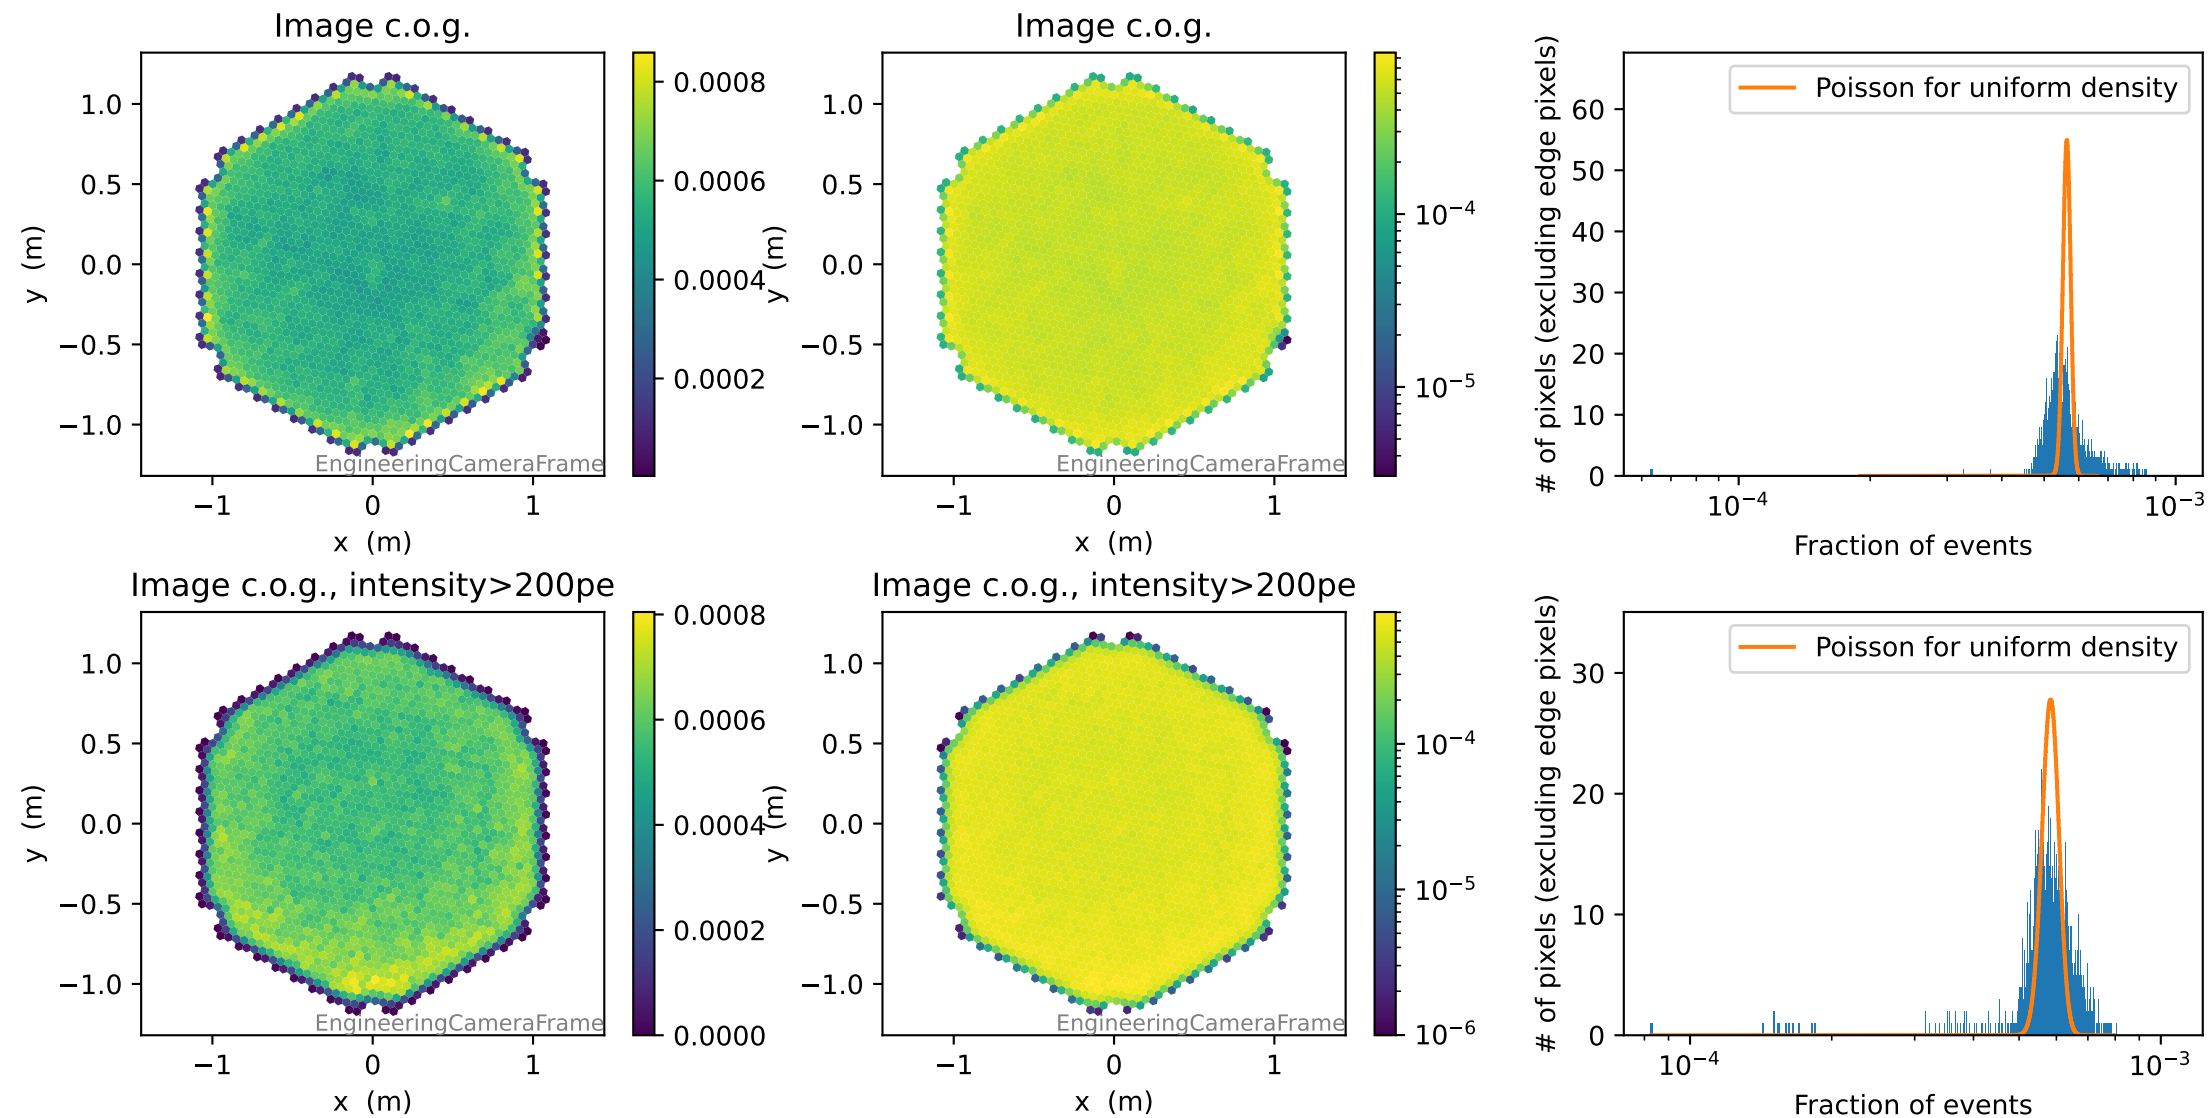 Image c.o.g.
y (m)
1.0
0.5
0.0
−0.5
−1.0
−1
0
1
x (m)
EngineeringCameraFrame
0.0008
0.0006
0.0004
0.0002
Image c.o.g.
y (m)
1.0
0.5
0.0
−0.5
−1.0
−1
0
1
x (m)
EngineeringCameraFrame
10⁻⁴
10⁻⁵
# of pixels (excluding edge pixels)
60
50
40
30
20
10
0
Poisson for uniform density
10⁻⁴
10⁻³
Fraction of events
Image c.o.g., intensity>200pe
y (m)
1.0
0.5
0.0
−0.5
−1.0
−1
0
1
x (m)
EngineeringCameraFrame
0.0008
0.0006
0.0004
0.0002
0.0000
Image c.o.g., intensity>200pe
y (m)
1.0
0.5
0.0
−0.5
−1.0
−1
0
1
x (m)
EngineeringCameraFrame
10⁻⁴
10⁻⁵
10⁻⁶
# of pixels (excluding edge pixels)
30
20
10
0
Poisson for uniform density
10⁻⁴
10⁻³
Fraction of events